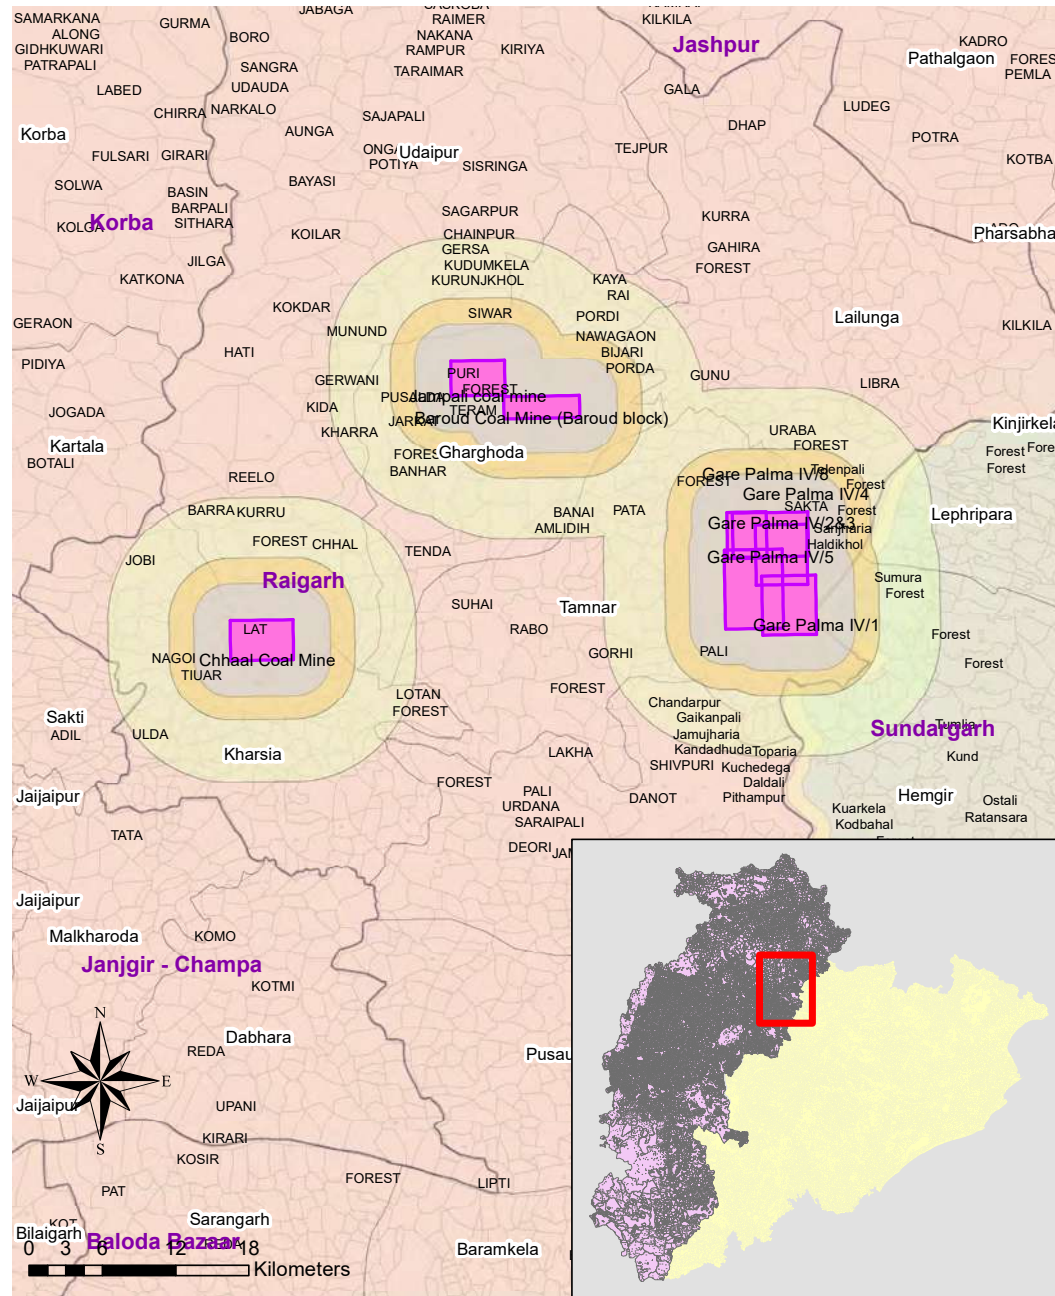 JABAGA
SAMARKANA
GURMA
RAIMER
KILKILA
ALONG
BORO
NAKANA
Jashpur
KADRO
GIDHKUWARI
RAMPUR
KIRIYA
Pathalgaon
FORES
PATRAPALI
SANGRA
TARAIMAR
PEMLA
LABED
UDAUDA
GALA
LUDEG
CHIRRA
NARKALO
SAJAPALI
DHAP
Korba
AUNGA
POTRA
FULSARI
GIRARI
Udaipur
TEJPUR
POTIYA
SISRINGA
KOTBA
SOLWA
BASIN
BAYASI
BARPALI
SAGARPUR
KURRA
KOLGA
Korba
SITHARA
KOILAR
CHAINPUR
Pharsabha
GERSA
GAHIRA
JILGA
KUDUMKELA
FOREST
KATKONA
KURUNJKHOL
KAYA
RAI
KOKDAR
SIWAR
PORDI
Lailunga
GERAON
MUNUND
NAWAGAON
KILKILA
HATI
BIJARI
PIDIYA
PURI
PORDA
GERWANI
FOREST
GUNU
LIBRA
Jampali coal mine
JOGADA
KIDA
TERAM
Baroud Coal Mine (Baroud block)
Kinjirkela
KHARRA
URABA
Kartala
FOREST
Forest
Fore
BOTALI
Gharghoda
BANHAR
Telenpali
Forest
REELO
FOREST
Gare Palma IV/8
Forest
Gare Palma IV/4
BARRA
KURRU
BANAI
PATA
SAKTA
Forest
Lephripara
AMLIDIH
Gare Palma IV/2&3
Sanjharia
FOREST
CHHAL
TENDA
Haldikhol
JOBI
Gare Palma IV/5
Raigarh
Sumura
SUHAI
Tamnar
Forest
LAT
RABO
Gare Palma IV/1
Forest
NAGOI
Chhaal Coal Mine
GORHI
PALI
Forest
TIUAR
LOTAN
FOREST
Chandarpur
FOREST
Gaikanpali
Sakti
ADIL
ULDA
Jamujharia
Sundargarh
Tumlia
Kharsia
LAKHA
Kandadhuda
Toparia
Kund
SHIVPURI
Kuchedega
FOREST
Daldali
Jaijaipur
PALI
DANOT
Pithampur
Hemgir
Ostali
URDANA
Kuarkela
Ratansara
SARAIPALI
Kodbahal
TATA
DEORI
Jaijaipur
Malkharoda
KOMO
Janjgir - Champa
KOTMI
N
Dabhara
REDA
Pusau
W
E
Jaijaipur
UPANI
S
KIRARI
KOSIR
FOREST
LIPTI
PAT
Bilaigarh
Sarangarh
Baloda Bazaar
Baramkela
0 3 6 12 18
Kilometers